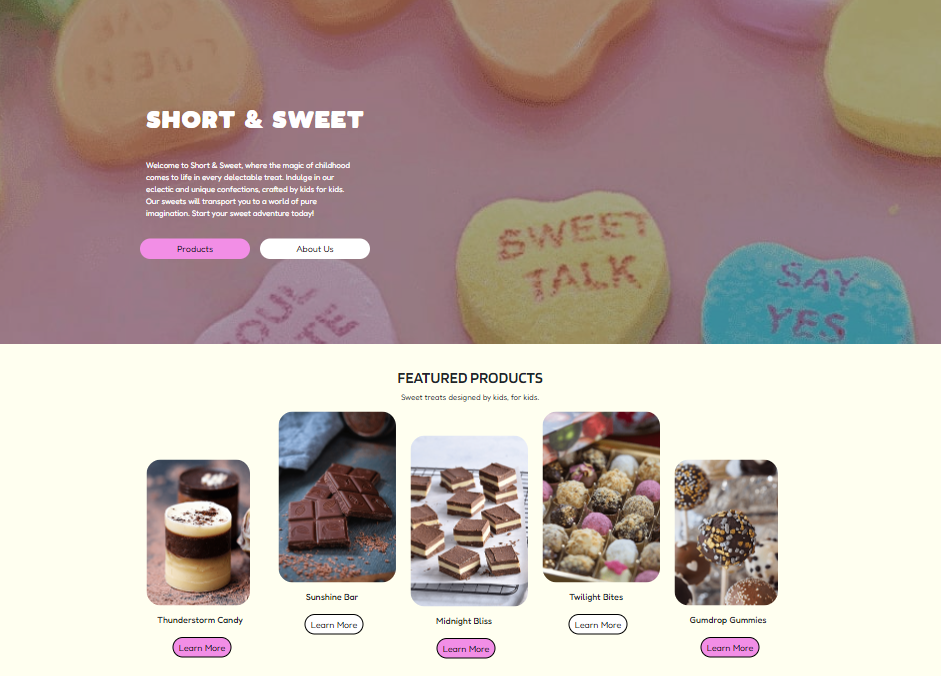 SHORT & SWEET
Welcome to Short & Sweet, where the magic of childhood
comes to life in every delectable treat. Indulge in our
eclectic and unique confections, crafted by kids for kids.
Our sweets will transport you to a world of pure
imagination. Start your sweet adventure today!
Products
About Us
SWEET
TALK
SAY
YES
FEATURED PRODUCTS
Sweet treats designed by kids, for kids.
Thunderstorm Candy
Learn More
Sunshine Bar
Learn More
Midnight Bliss
Learn More
Twilight Bites
Learn More
Gumdrop Gummies
Learn More